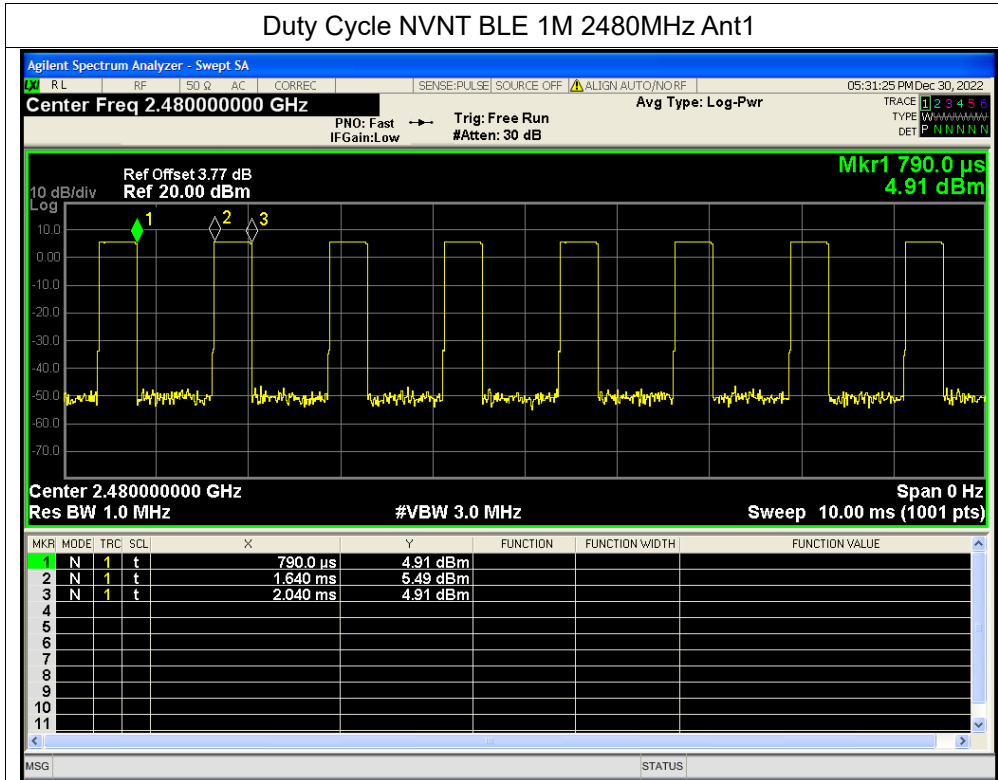 Duty Cycle NVNT BLE 1M 2480MHz Ant1
Agilent Spectrum Analyzer - Swept SA
LXI RL RF 50 Ω AC CORREC SENSE:PULSE SOURCE OFF ALIGN AUTO/NO RF 05:31:25 PM Dec 30, 2022
Center Freq 2.480000000 GHz Avg Type: Log-Pwr TRACE 1 2 3 4 5 6
PNO: Fast Trig: Free Run TYPE WWWWWW
IFGain:Low #Atten: 30 dB DET P N N N N N
Mkr1 790.0 µs
4.91 dBm
Ref Offset 3.77 dB
10 dB/div Ref 20.00 dBm
Log
1 2 3
10.0
0.00
-10.0
-20.0
-30.0
-40.0
-50.0
-60.0
-70.0
Center 2.480000000 GHz Span 0 Hz
Res BW 1.0 MHz #VBW 3.0 MHz Sweep 10.00 ms (1001 pts)
MKR MODE TRC SCL X Y FUNCTION FUNCTION WIDTH FUNCTION VALUE
1 N 1 t 790.0 µs 4.91 dBm
2 N 1 t 1.640 ms 5.49 dBm
3 N 1 t 2.040 ms 4.91 dBm
4
5
6
7
8
9
10
11
MSG STATUS